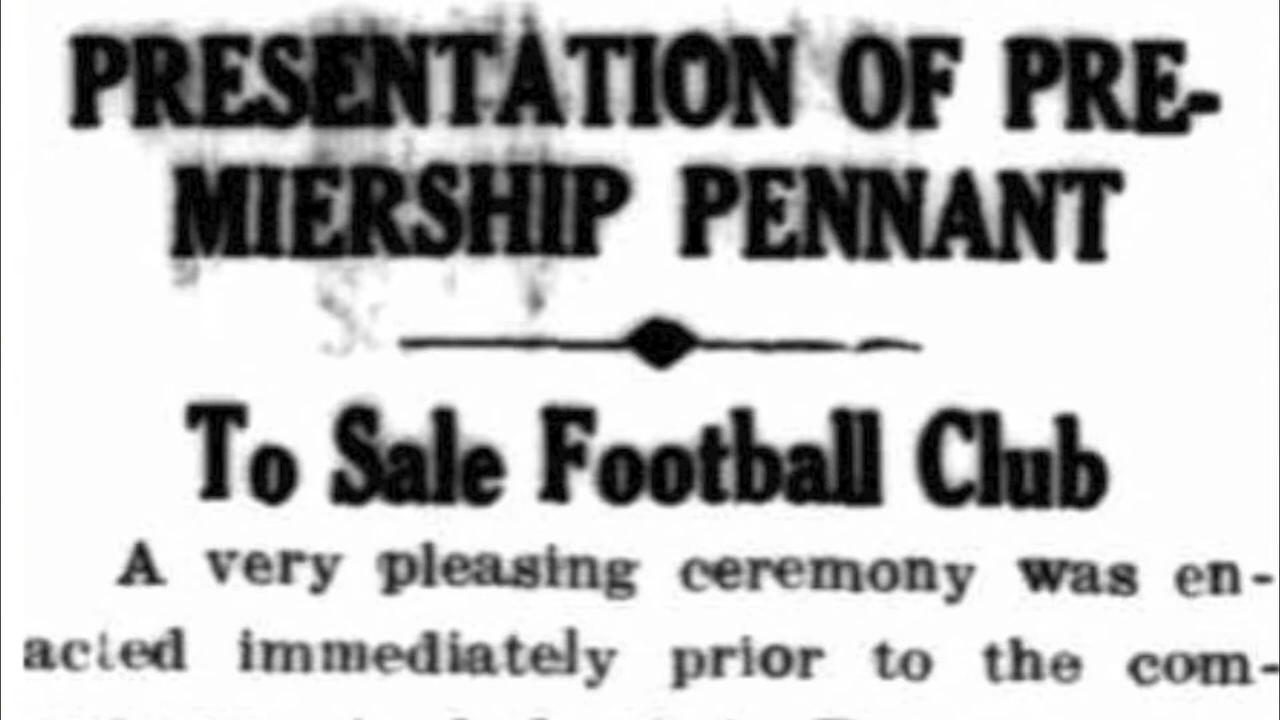 PRESENTATION OF PRE-
MIERSHIP PENNANT
To Sale Football Club
A very pleasing ceremony was en-
acted immediately prior to the com-